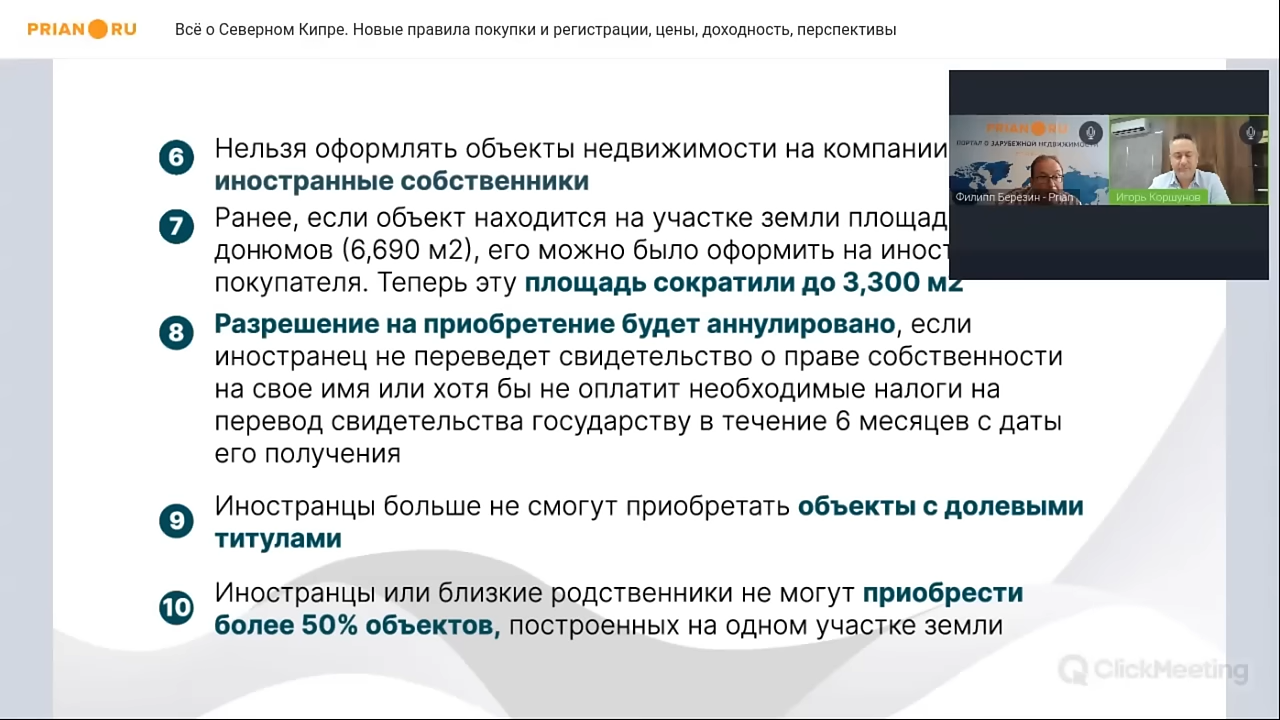 PRIAN RU
Всё о Северном Кипре. Новые правила покупки и регистрации, цены, доходность, перспективы
6
Нельзя оформлять объекты недвижимости на компании
иностранные собственники
7
Ранее, если объект находится на участке земли
донюмов (6,690 м2), его можно было оформить на
покупателя. Теперь эту площадь сократили до 3,300 м2
8
Разрешение на приобретение будет аннулировано, если
иностранец не переведет свидетельство о праве собственности
на свое имя или хотя бы не оплатит необходимые налоги на
перевод свидетельства государству в течение 6 месяцев с даты
его получения
9
Иностранцы больше не смогут приобретать объекты с долевыми
титулами
10
Иностранцы или близкие родственники не могут приобрести
более 50% объектов, построенных на одном участке земли
PRIAN RU
ПОРТАЛ О ЗАРУБЕЖНОЙ НЕДВИЖИМОСТИ
Филипп Березин - Prian
Игорь Коршунов
ClickMeeting